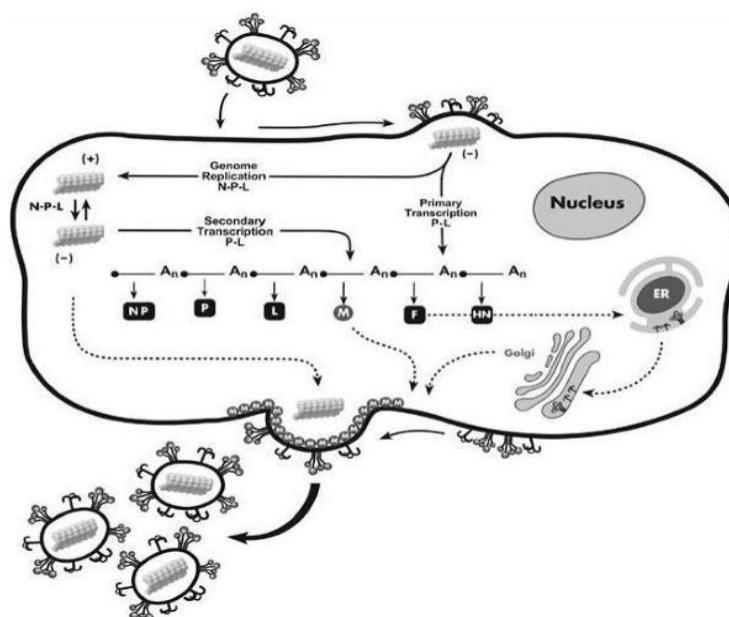 (-)
(+)
Genome
Replication
N-P-L
Nucleus
N-P-L
Primary
Transcription
P-L
Secondary
Transcription
P-L
(-)
An An An An An An
NP P L M F HN
ER
Golgi
M M M M M M M M M M M M M M